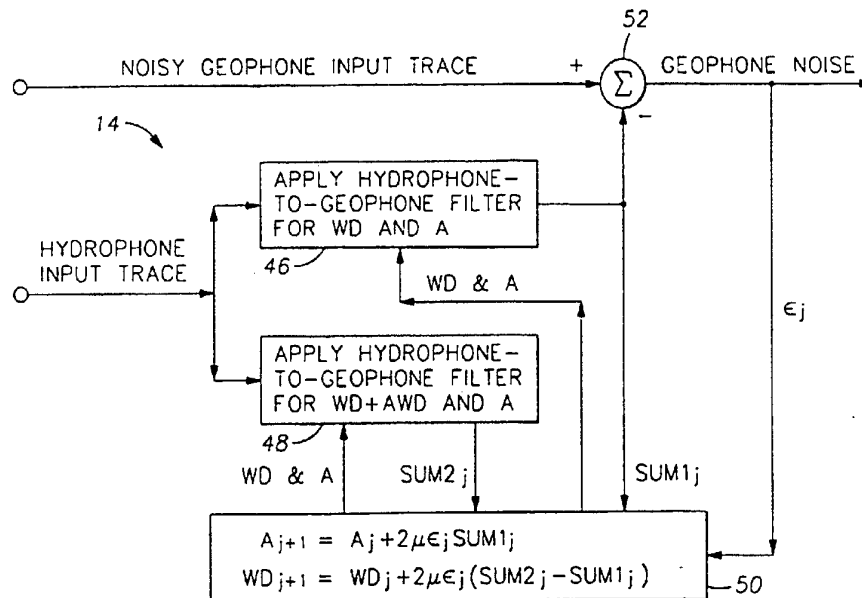 52
NOISY GEOPHONE INPUT TRACE
+
Σ
GEOPHONE NOISE
-
14
APPLY HYDROPHONE-
TO-GEOPHONE FILTER
FOR WD AND A
46
HYDROPHONE
INPUT TRACE
WD & A
ϵj
APPLY HYDROPHONE-
TO-GEOPHONE FILTER
FOR WD+AWD AND A
48
WD & A
SUM2j
SUM1j
Aj+1 = Aj+2μϵjSUM1j
WDj+1 = WDj+2μϵj(SUM2j-SUM1j)
50